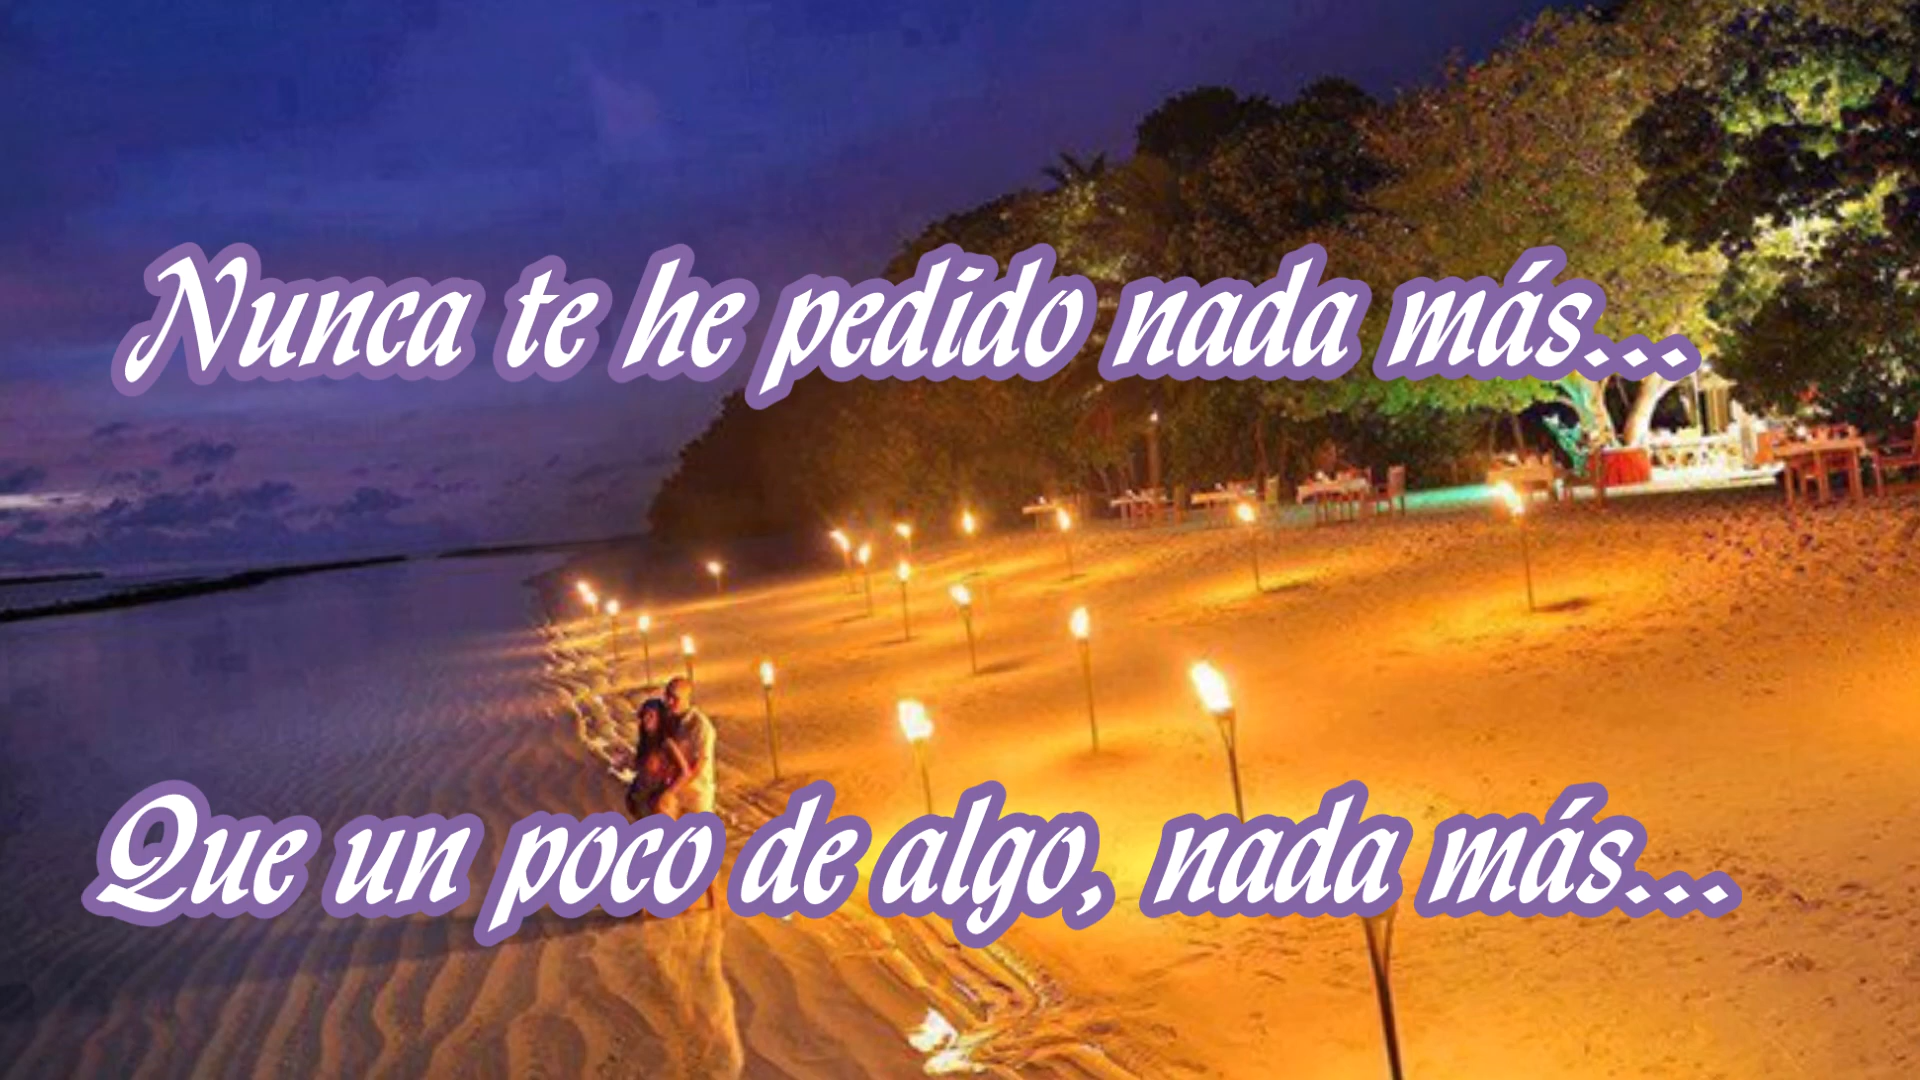 Nunca te he pedido nada más...
Que un poco de algo, nada más...